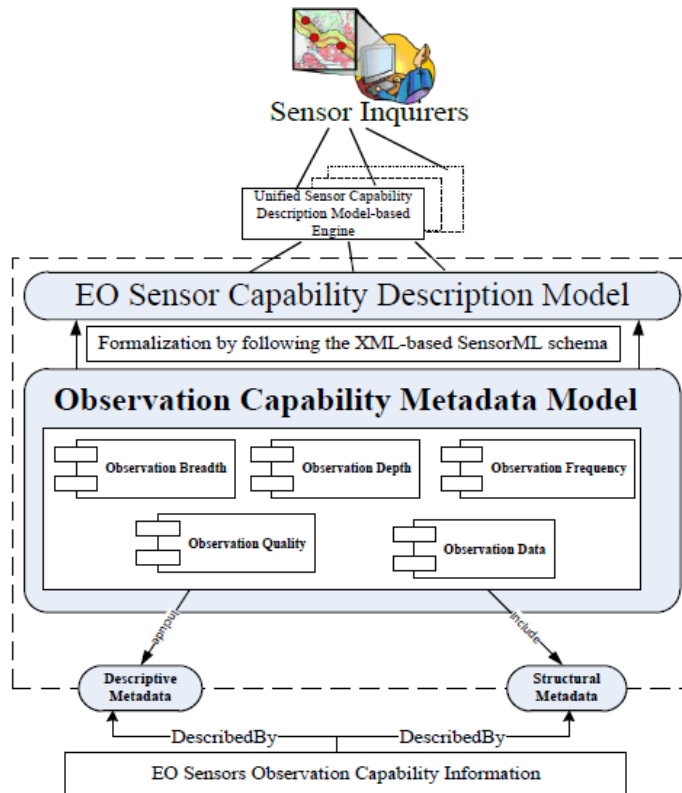 Sensor Inquirers
Unified Sensor Capability
Description Model-based
Engine
EO Sensor Capability Description Model
Formalization by following the XML-based SensorML schema
Observation Capability Metadata Model
Observation Breadth
Observation Depth
Observation Frequency
Observation Quality
Observation Data
include
include
Descriptive
Metadata
Structural
Metadata
DescribedBy
DescribedBy
EO Sensors Observation Capability Information